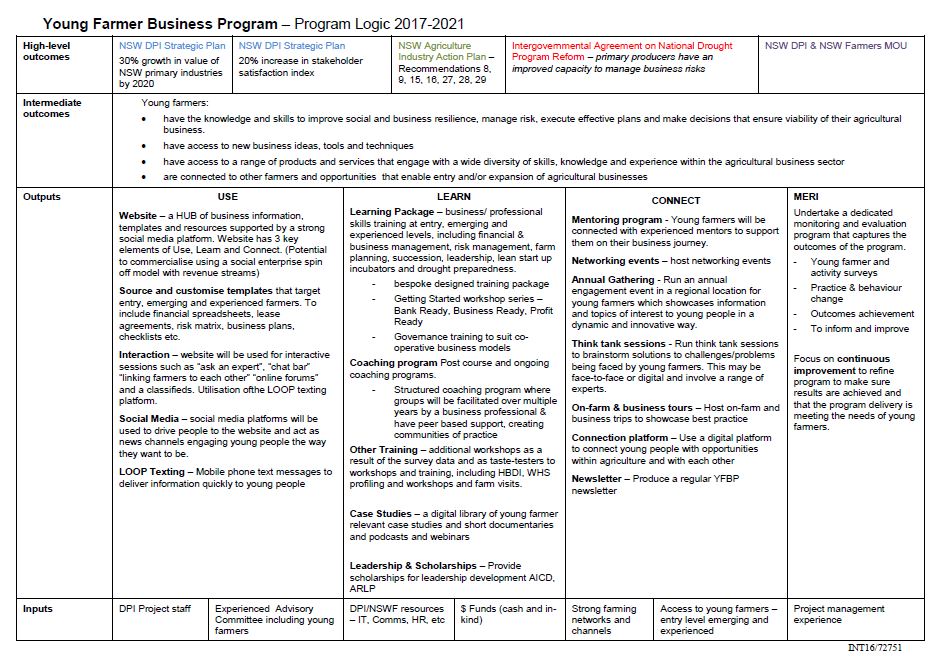 Young Farmer Business Program – Program Logic 2017-2021
High-level
outcomes
NSW DPI Strategic Plan
30% growth in value of
NSW primary industries
by 2020
NSW DPI Strategic Plan
20% increase in stakeholder
satisfaction index
NSW Agriculture
Industry Action Plan –
Recommendations 8,
9, 15, 16, 27, 28, 29
Intergovernmental Agreement on National Drought
Program Reform – primary producers have an
improved capacity to manage business risks
NSW DPI & NSW Farmers MOU
Intermediate
outcomes
Young farmers:
• have the knowledge and skills to improve social and business resilience, manage risk, execute effective plans and make decisions that ensure viability of their agricultural
business.
• have access to new business ideas, tools and techniques
• have access to a range of products and services that engage with a wide diversity of skills, knowledge and experience within the agricultural business sector
• are connected to other farmers and opportunities that enable entry and/or expansion of agricultural businesses
Outputs
USE
Website – a HUB of business information,
templates and resources supported by a strong
social media platform. Website has 3 key
elements of Use, Learn and Connect. (Potential
to commercialise using a social enterprise spin
off model with revenue streams)
Source and customise templates that target
entry, emerging and experienced farmers. To
include financial spreadsheets, lease
agreements, risk matrix, business plans,
checklists etc.
Interaction – website will be used for interactive
sessions such as "ask an expert", "chat bar"
"linking farmers to each other" "online forums"
and a classifieds. Utilisation ofthe LOOP texting
platform.
Social Media – social media platforms will be
used to drive people to the website and act as
news channels engaging young people the way
they want to be.
LOOP Texting – Mobile phone text messages to
deliver information quickly to young people
LEARN
Learning Package – business/ professional
skills training at entry, emerging and
experienced levels, including financial &
business management, risk management, farm
planning, succession, leadership, lean start up
incubators and drought preparedness.
- bespoke designed training package
- Getting Started workshop series –
Bank Ready, Business Ready, Profit
Ready
- Governance training to suit co-
operative business models
Coaching program Post course and ongoing
coaching programs.
- Structured coaching program where
groups will be facilitated over multiple
years by a business professional &
have peer based support, creating
communities of practice
Other Training – additional workshops as a
result of the survey data and as taste-testers to
workshops and training, including HBDI, WHS
profiling and workshops and farm visits.
Case Studies – a digital library of young farmer
relevant case studies and short documentaries
and podcasts and webinars
Leadership & Scholarships – Provide
scholarships for leadership development AICD,
ARLP
CONNECT
Mentoring program - Young farmers will be
connected with experienced mentors to support
them on their business journey.
Networking events – host networking events
Annual Gathering - Run an annual
engagement event in a regional location for
young farmers which showcases information
and topics of interest to young people in a
dynamic and innovative way.
Think tank sessions - Run think tank sessions
to brainstorm solutions to challenges/problems
being faced by young farmers. This may be
face-to-face or digital and involve a range of
experts.
On-farm & business tours – Host on-farm and
business trips to showcase best practice
Connection platform – Use a digital platform
to connect young people with opportunities
within agriculture and with each other
Newsletter – Produce a regular YFBP
newsletter
MERI
Undertake a dedicated
monitoring and evaluation
program that captures the
outcomes of the program.
- Young farmer and
activity surveys
- Practice & behaviour
change
- Outcomes achievement
- To inform and improve
Focus on continuous
improvement to refine
program to make sure
results are achieved and
that the program delivery is
meeting the needs of young
farmers.
Inputs
DPI Project staff
Experienced Advisory
Committee including young
farmers
DPI/NSWF resources
– IT, Comms, HR, etc
$ Funds (cash and in-
kind)
Strong farming
networks and
channels
Access to young farmers –
entry level emerging and
experienced
Project management
experience
INT16/72751